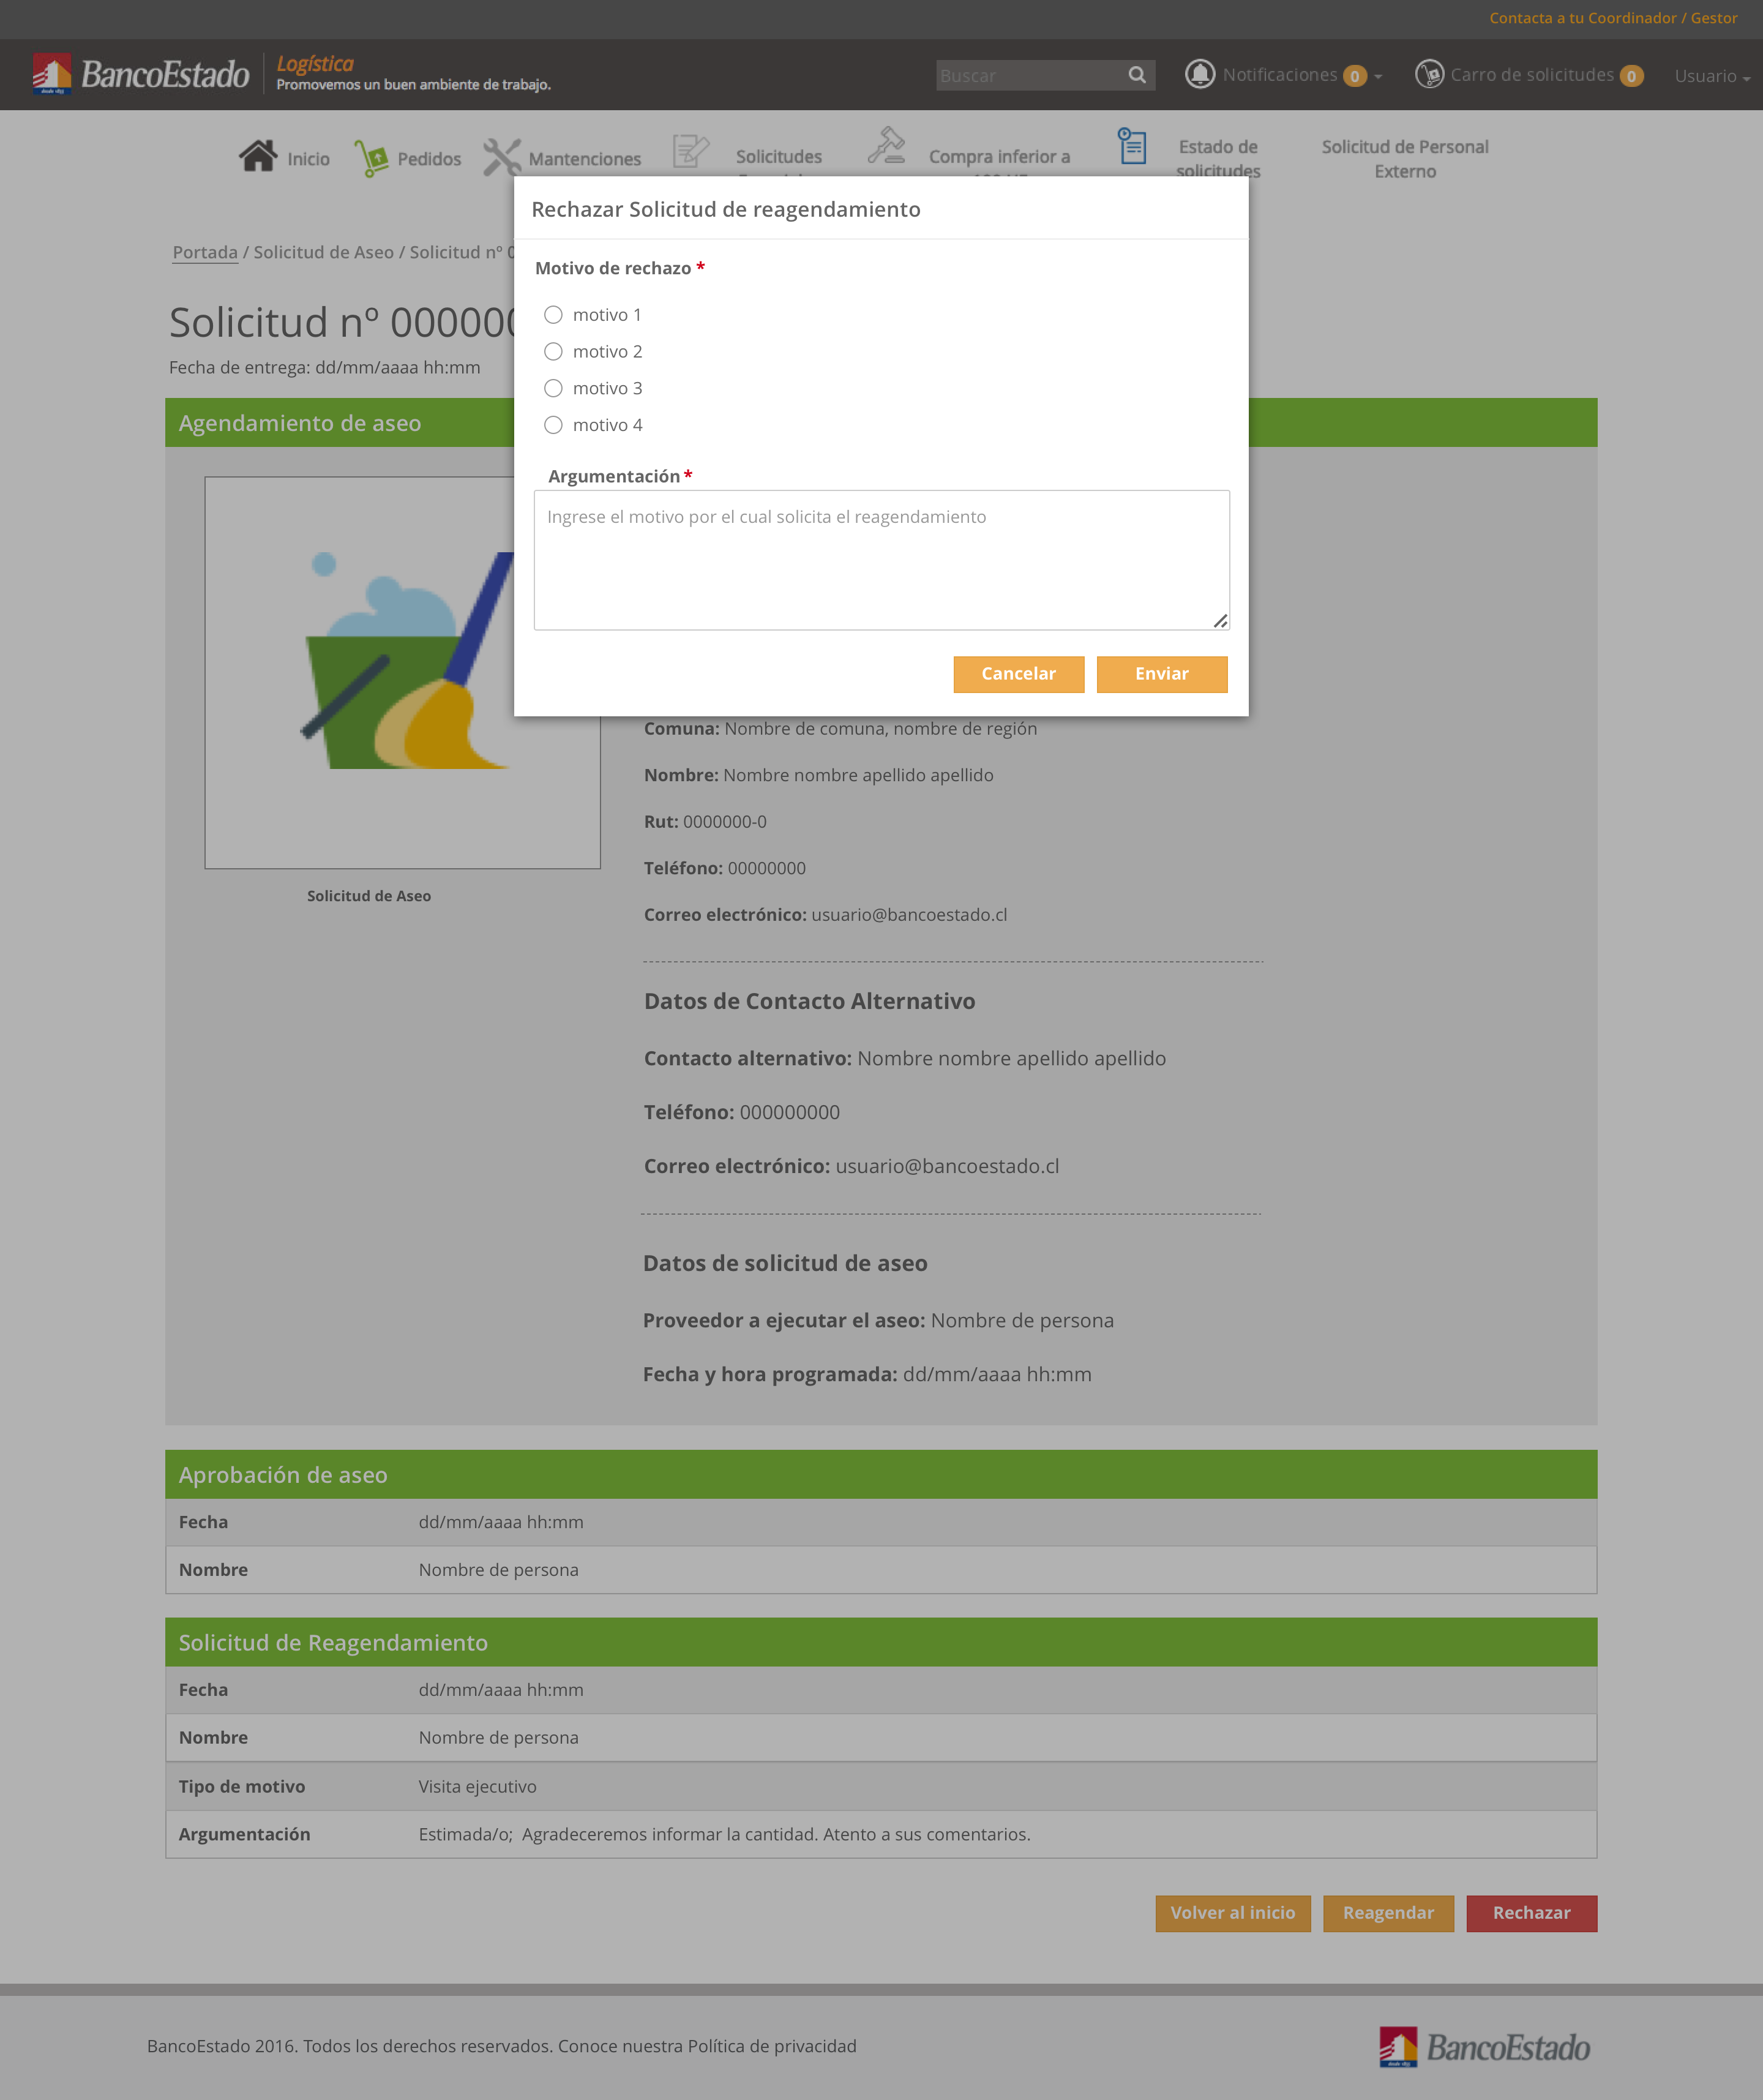 Contacta a tu Coordinador / Gestor
BancoEstado
desde 1855
Logística
Promovemos un buen ambiente de trabajo.
Buscar
Notificaciones 0
Carro de solicitudes 0
Usuario
Inicio
Pedidos
Mantenciones
Solicitudes
Compra inferior a
Estado de
solicitudes
Solicitud de Personal
Externo
Portada / Solicitud de Aseo / Solicitud nº
Solicitud nº 00000
Fecha de entrega: dd/mm/aaaa hh:mm
Rechazar Solicitud de reagendamiento
Motivo de rechazo *
motivo 1
motivo 2
motivo 3
motivo 4
Argumentación *
Ingrese el motivo por el cual solicita el reagendamiento
Cancelar
Enviar
Agendamiento de aseo
Solicitud de Aseo
Comuna: Nombre de comuna, nombre de región
Nombre: Nombre nombre apellido apellido
Rut: 0000000-0
Teléfono: 00000000
Correo electrónico: usuario@bancoestado.cl
Datos de Contacto Alternativo
Contacto alternativo: Nombre nombre apellido apellido
Teléfono: 000000000
Correo electrónico: usuario@bancoestado.cl
Datos de solicitud de aseo
Proveedor a ejecutar el aseo: Nombre de persona
Fecha y hora programada: dd/mm/aaaa hh:mm
Aprobación de aseo
Fecha dd/mm/aaaa hh:mm
Nombre Nombre de persona
Solicitud de Reagendamiento
Fecha dd/mm/aaaa hh:mm
Nombre Nombre de persona
Tipo de motivo Visita ejecutivo
Argumentación Estimada/o; Agradeceremos informar la cantidad. Atento a sus comentarios.
Volver al inicio
Reagendar
Rechazar
BancoEstado 2016. Todos los derechos reservados. Conoce nuestra Política de privacidad
BancoEstado
desde 1855